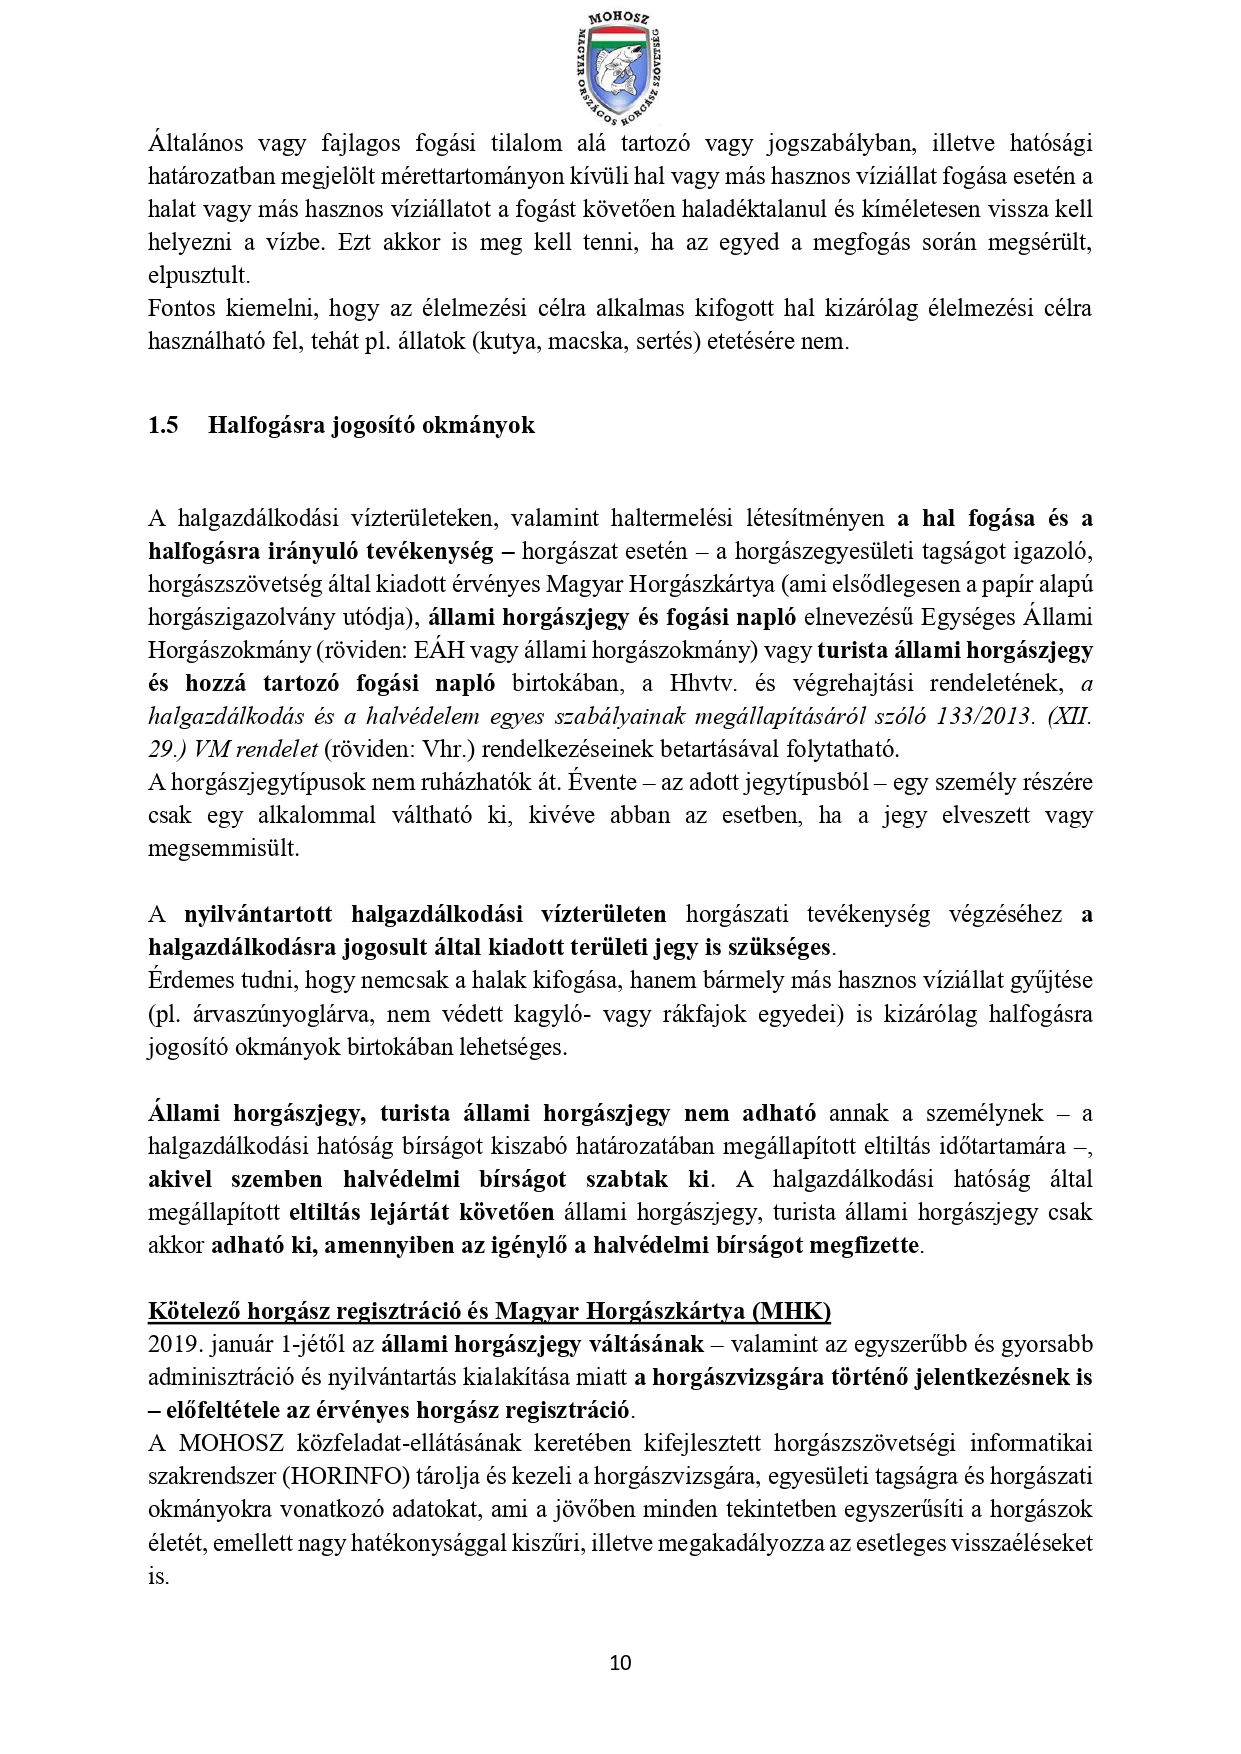 MOHOSZ
MAGYAR ORSZÁGOS HORGÁSZ SZÖVETSÉG
Általános vagy fajlagos fogási tilalom alá tartozó vagy jogszabályban, illetve hatósági
határozatban megjelölt mérettartományon kívüli hal vagy más hasznos víziállat fogása esetén a
halat vagy más hasznos víziállatot a fogást követően haladéktalanul és kíméletesen vissza kell
helyezni a vízbe. Ezt akkor is meg kell tenni, ha az egyed a megfogás során megsérült,
elpusztult.
Fontos kiemelni, hogy az élelmezési célra alkalmas kifogott hal kizárólag élelmezési célra
használható fel, tehát pl. állatok (kutya, macska, sertés) etetésére nem.
1.5 Halfogásra jogosító okmányok
A halgazdálkodási vízterületeken, valamint haltermelési létesítményen a hal fogása és a
halfogásra irányuló tevékenység – horgászat esetén – a horgászegyesületi tagságot igazoló,
horgászszövetség által kiadott érvényes Magyar Horgászkártya (ami elsődlegesen a papír alapú
horgászigazolvány utódja), állami horgászjegy és fogási napló elnevezésű Egységes Állami
Horgászokmány (röviden: EÁH vagy állami horgászokmány) vagy turista állami horgászjegy
és hozzá tartozó fogási napló birtokában, a Hhvtv. és végrehajtási rendeletének, a
halgazdálkodás és a halvédelem egyes szabályainak megállapításáról szóló 133/2013. (XII.
29.) VM rendelet (röviden: Vhr.) rendelkezéseinek betartásával folytatható.
A horgászjegytípusok nem ruházhatók át. Évente – az adott jegytípusból – egy személy részére
csak egy alkalommal váltható ki, kivéve abban az esetben, ha a jegy elveszett vagy
megsemmisült.
A nyilvántartott halgazdálkodási vízterületen horgászati tevékenység végzéséhez a
halgazdálkodásra jogosult által kiadott területi jegy is szükséges.
Érdemes tudni, hogy nemcsak a halak kifogása, hanem bármely más hasznos víziállat gyűjtése
(pl. árvaszúnyoglárva, nem védett kagyló- vagy rákfajok egyedei) is kizárólag halfogásra
jogosító okmányok birtokában lehetséges.
Állami horgászjegy, turista állami horgászjegy nem adható annak a személynek – a
halgazdálkodási hatóság bírságot kiszabó határozatában megállapított eltiltás időtartamára –,
akivel szemben halvédelmi bírságot szabtak ki. A halgazdálkodási hatóság által
megállapított eltiltás lejártát követően állami horgászjegy, turista állami horgászjegy csak
akkor adható ki, amennyiben az igénylő a halvédelmi bírságot megfizette.
Kötelező horgász regisztráció és Magyar Horgászkártya (MHK)
2019. január 1-jétől az állami horgászjegy váltásának – valamint az egyszerűbb és gyorsabb
adminisztráció és nyilvántartás kialakítása miatt a horgászvizsgára történő jelentkezésnek is
– előfeltétele az érvényes horgász regisztráció.
A MOHOSZ közfeladat-ellátásának keretében kifejlesztett horgászszövetségi informatikai
szakrendszer (HORINFO) tárolja és kezeli a horgászvizsgára, egyesületi tagságra és horgászati
okmányokra vonatkozó adatokat, ami a jövőben minden tekintetben egyszerűsíti a horgászok
életét, emellett nagy hatékonysággal kiszűri, illetve megakadályozza az esetleges visszaéléseket
is.
10